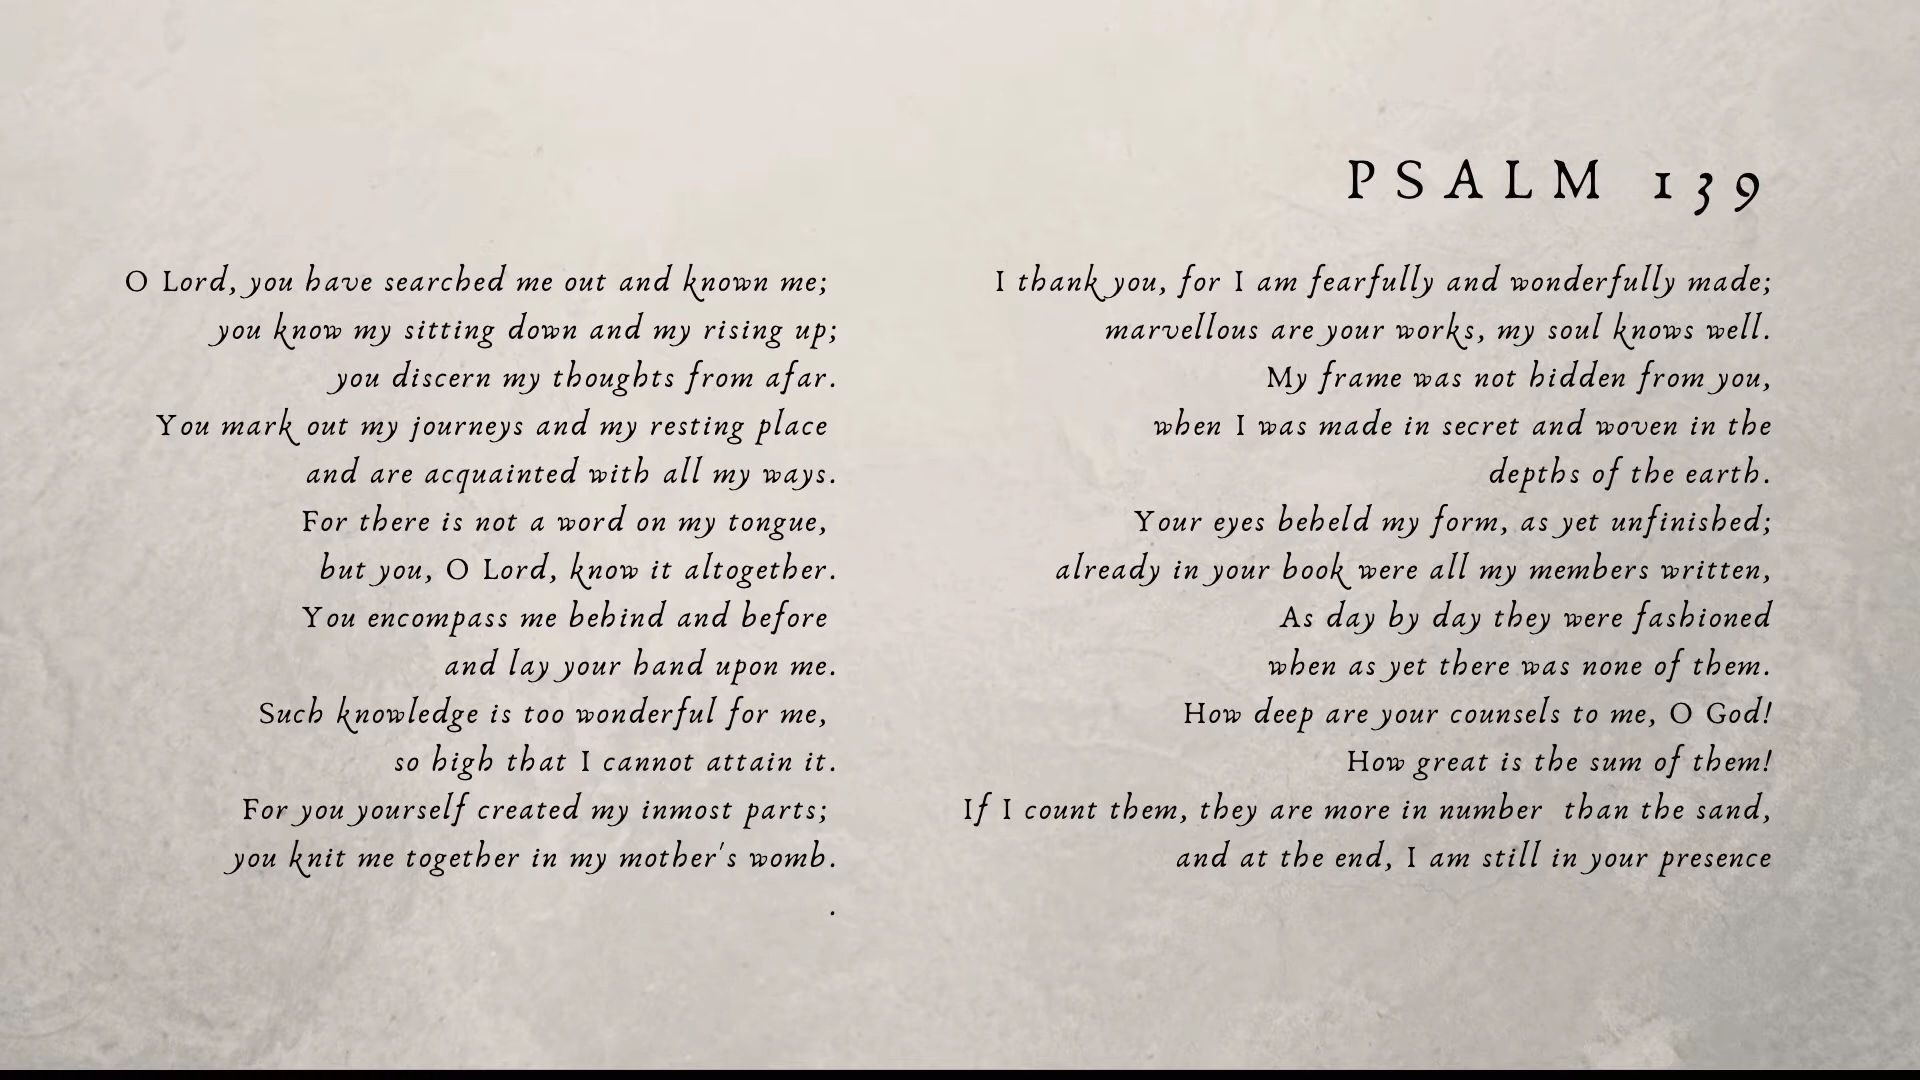 PSALM 139
O Lord, you have searched me out and known me;
you know my sitting down and my rising up;
you discern my thoughts from afar.
You mark out my journeys and my resting place
and are acquainted with all my ways.
For there is not a word on my tongue,
but you, O Lord, know it altogether.
You encompass me behind and before
and lay your hand upon me.
Such knowledge is too wonderful for me,
so high that I cannot attain it.
For you yourself created my inmost parts;
you knit me together in my mother's womb.
.
I thank you, for I am fearfully and wonderfully made;
marvellous are your works, my soul knows well.
My frame was not hidden from you,
when I was made in secret and woven in the
depths of the earth.
Your eyes beheld my form, as yet unfinished;
already in your book were all my members written,
As day by day they were fashioned
when as yet there was none of them.
How deep are your counsels to me, O God!
How great is the sum of them!
If I count them, they are more in number  than the sand,
and at the end, I am still in your presence